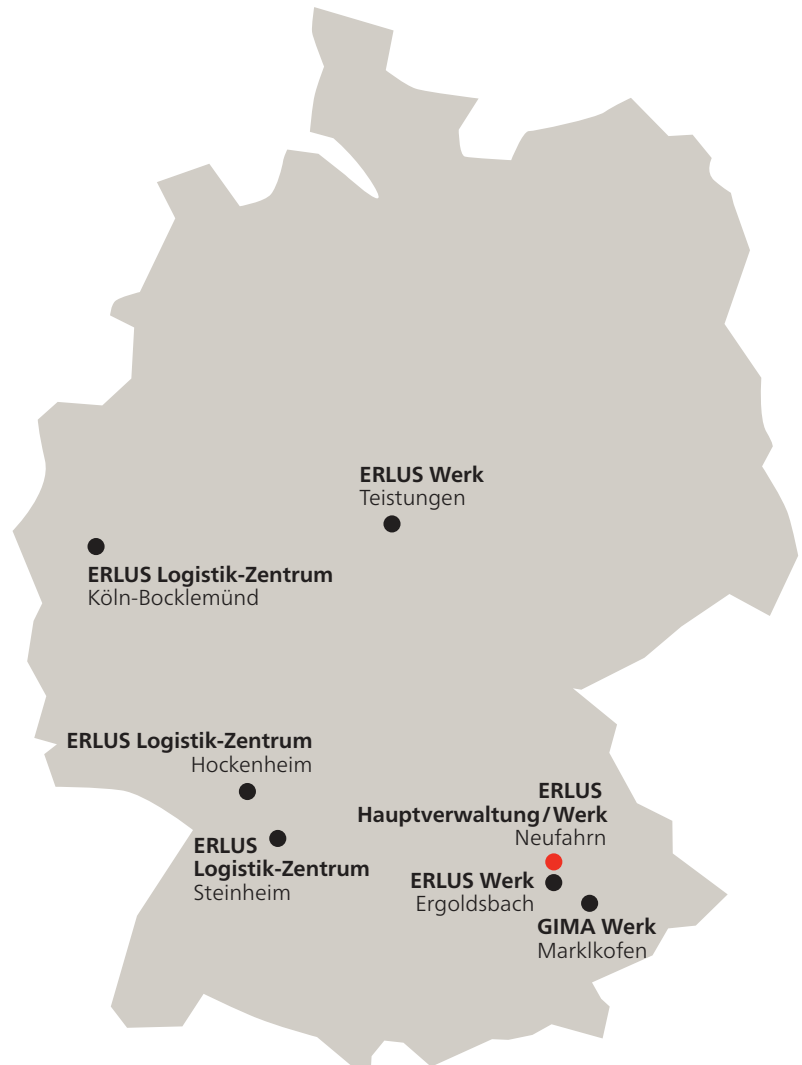 ERLUS Werk
Teistungen
ERLUS Logistik-Zentrum
Köln-Bocklemünd
ERLUS Logistik-Zentrum
Hockenheim
ERLUS
Logistik-Zentrum
Steinheim
ERLUS
Hauptverwaltung/Werk
Neufahrn
ERLUS Werk
Ergoldsbach
GIMA Werk
Marklkofen